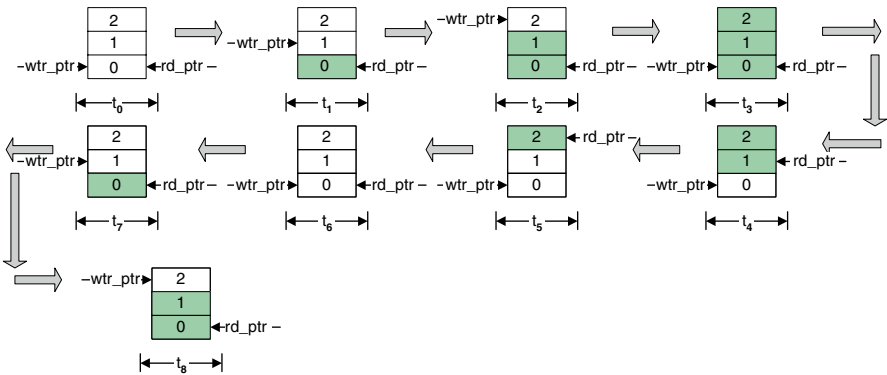 2
1
–wtr_ptr 0 rd_ptr –
t0
2
–wtr_ptr 1
0 rd_ptr –
t1
–wtr_ptr 2
1
0 rd_ptr –
t2
2
1
–wtr_ptr 0 rd_ptr –
t3
2
1 rd_ptr –
–wtr_ptr 0
t4
2 rd_ptr –
1
–wtr_ptr 0
t5
2
1
–wtr_ptr 0 rd_ptr –
t6
2
–wtr_ptr 1
0 rd_ptr –
t7
–wtr_ptr 2
1
0 rd_ptr –
t8